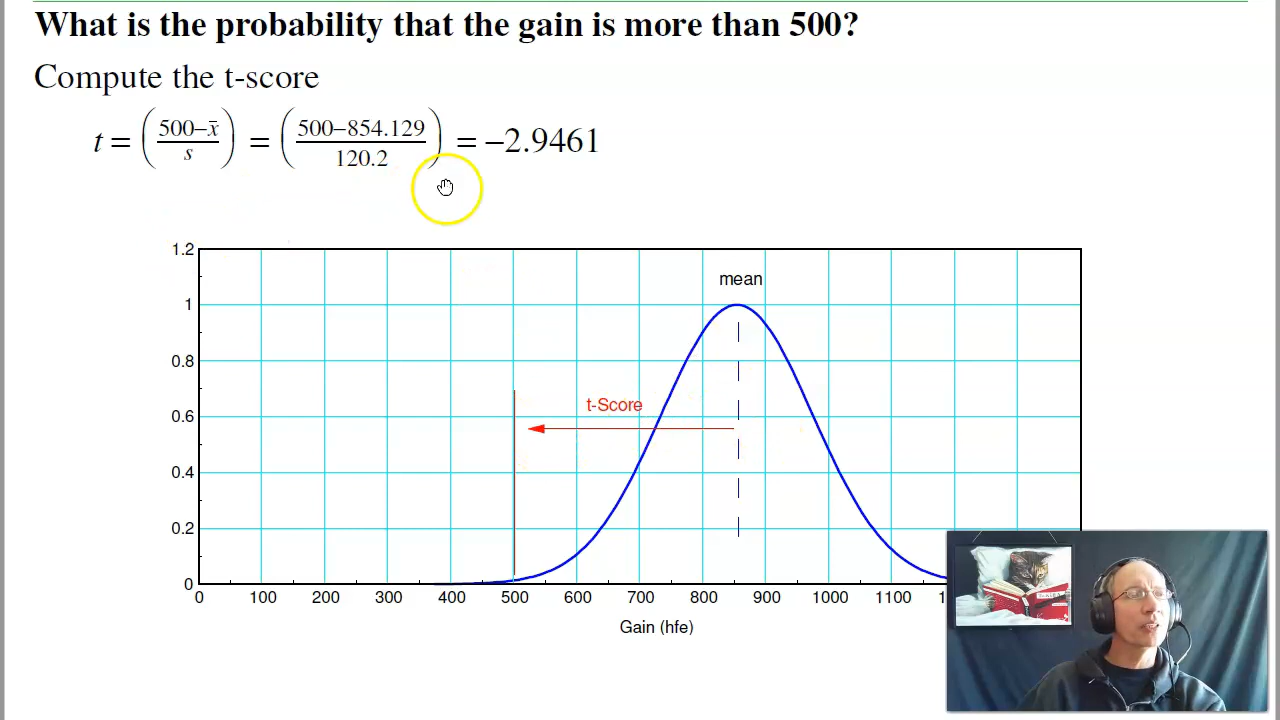 What is the probability that the gain is more than 500?
Compute the t-score
t = (500−x̄ / s) = (500−854.129 / 120.2) = −2.9461
1.2
mean
1
0.8
t-Score
0.6
0.4
0.2
0
0 100 200 300 400 500 600 700 800 900 1000 1100
Gain (hfe)